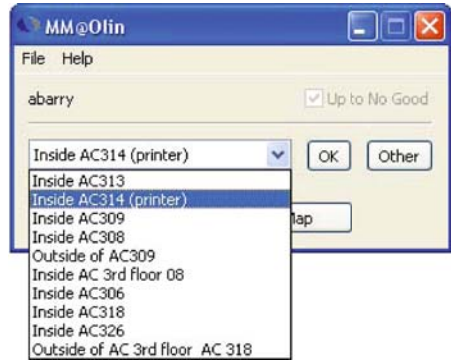 MM@Olin
File Help
abarry Up to No Good
Inside AC314 (printer) OK Other
Inside AC313
Inside AC314 (printer)
Inside AC309
Inside AC308
Outside of AC309
Inside AC 3rd floor 08
Inside AC306
Inside AC318
Inside AC326
Outside of AC 3rd floor AC 318